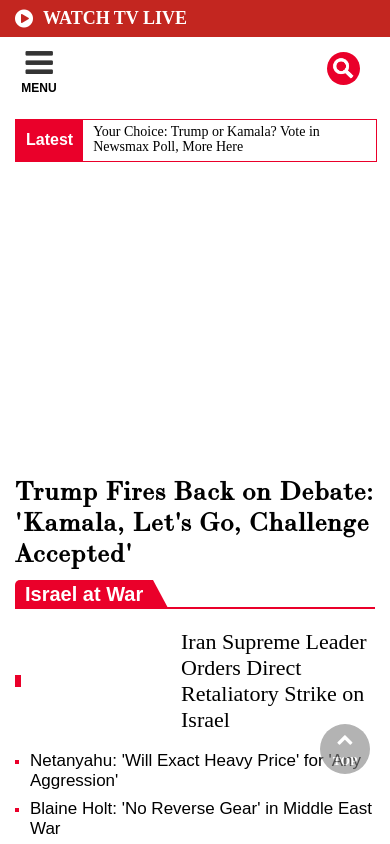 WATCH TV LIVE
MENU
Latest
Your Choice: Trump or Kamala? Vote in
Newsmax Poll, More Here
Trump Fires Back on Debate:
'Kamala, Let's Go, Challenge
Accepted'
Israel at War
Iran Supreme Leader
Orders Direct
Retaliatory Strike on
Israel
Netanyahu: 'Will Exact Heavy Price' for 'Any
Aggression'
Blaine Holt: 'No Reverse Gear' in Middle East
War